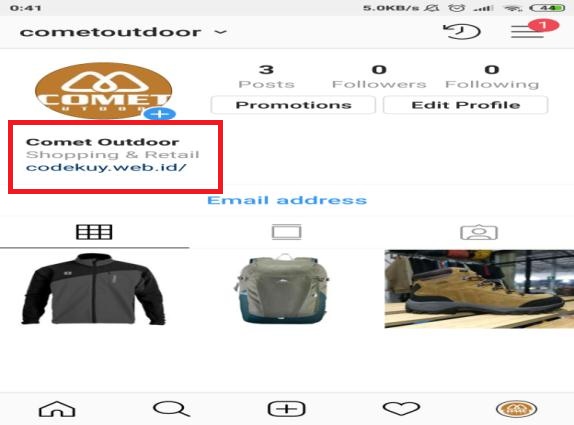 0:41 5.0KB/s 44
cometoutdoor
1
COMET
OUTDOOR
3 0 0
Posts Followers Following
Promotions Edit Profile
Comet Outdoor
Shopping & Retail
codekuy.web.id/
Email address